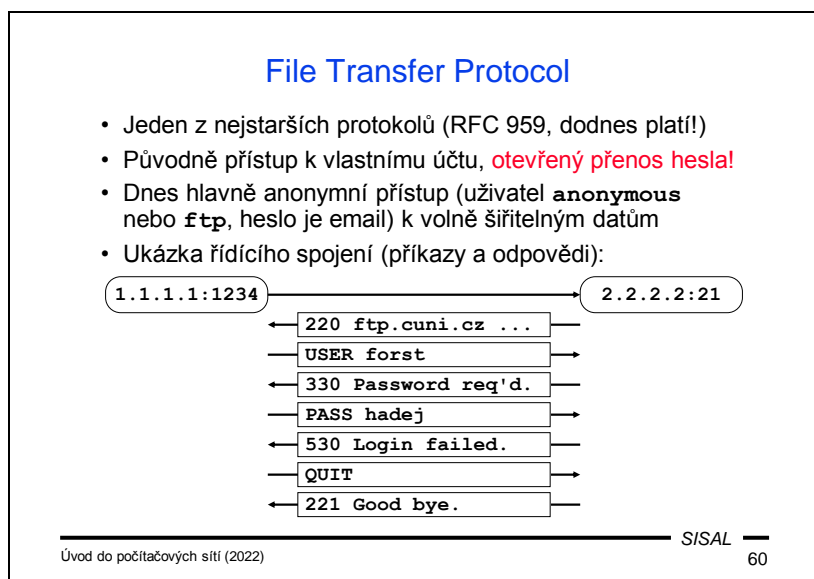 File Transfer Protocol
• Jeden z nejstarších protokolů (RFC 959, dodnes platí!)
• Původně přístup k vlastnímu účtu, otevřený přenos hesla!
• Dnes hlavně anonymní přístup (uživatel anonymous
nebo ftp, heslo je email) k volně šiřitelným datům
• Ukázka řídícího spojení (příkazy a odpovědi):
1.1.1.1:1234 2.2.2.2:21
220 ftp.cuni.cz ...
USER forst
330 Password req'd.
PASS hadej
530 Login failed.
QUIT
221 Good bye.
SISAL
Úvod do počítačových sítí (2022) 60